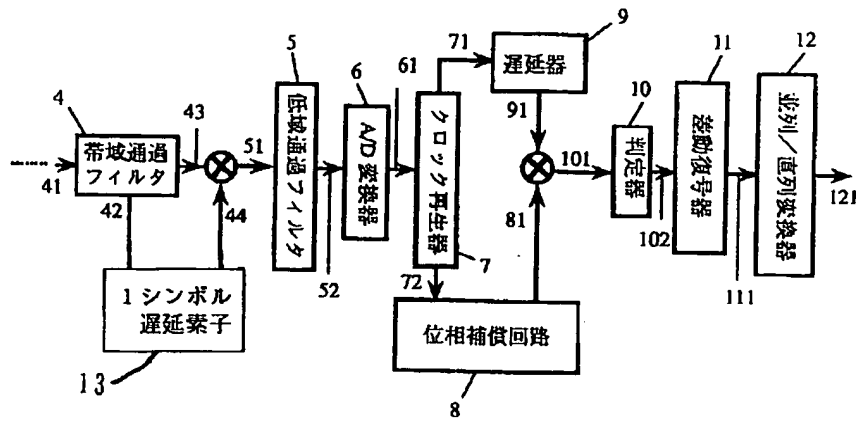 4
帯域通過
フィルタ
41
42
43
44
1シンボル
遅延素子
13
51
5
低域通過フィルタ
52
6
A/D変換器
61
71
クロック再生器
7
72
9
遅延器
91
81
位相補償回路
8
101
10
判定器
102
11
差動復号器
111
12
並列/直列変換器
121